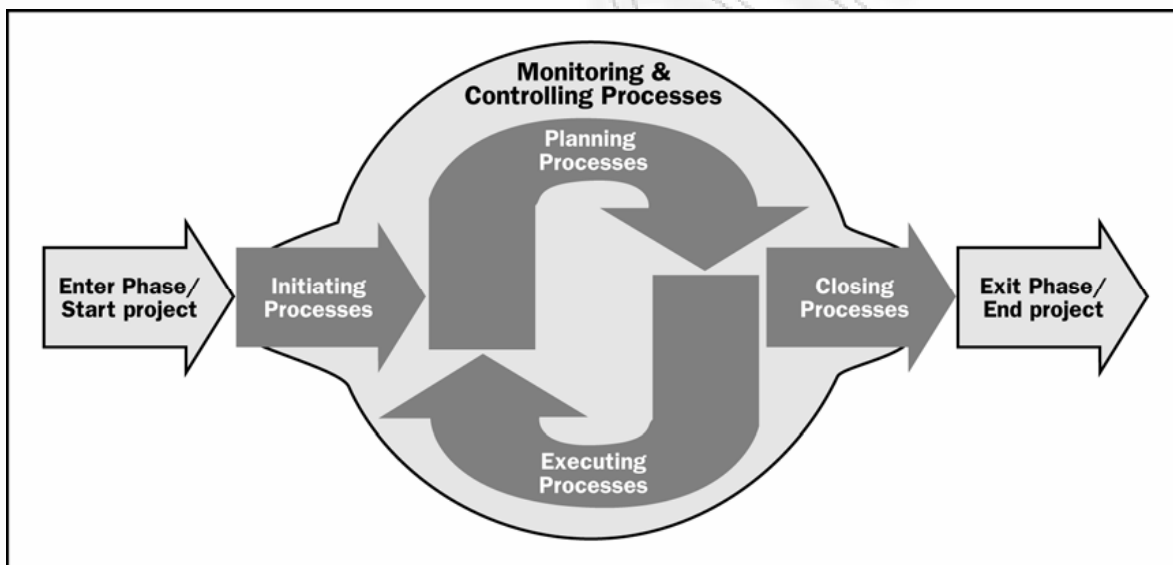 Monitoring &
Controlling Processes
Planning
Processes
Enter Phase/
Start project
Initiating
Processes
Closing
Processes
Exit Phase/
End project
Executing
Processes